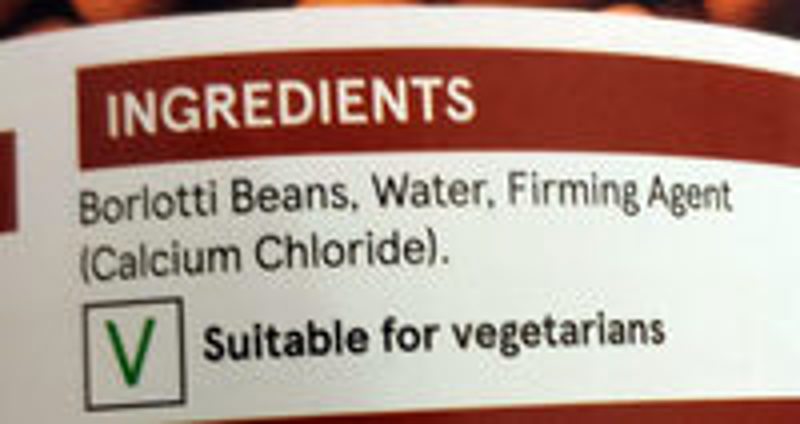 INGREDIENTS
Borlotti Beans, Water, Firming Agent
(Calcium Chloride).
V Suitable for vegetarians